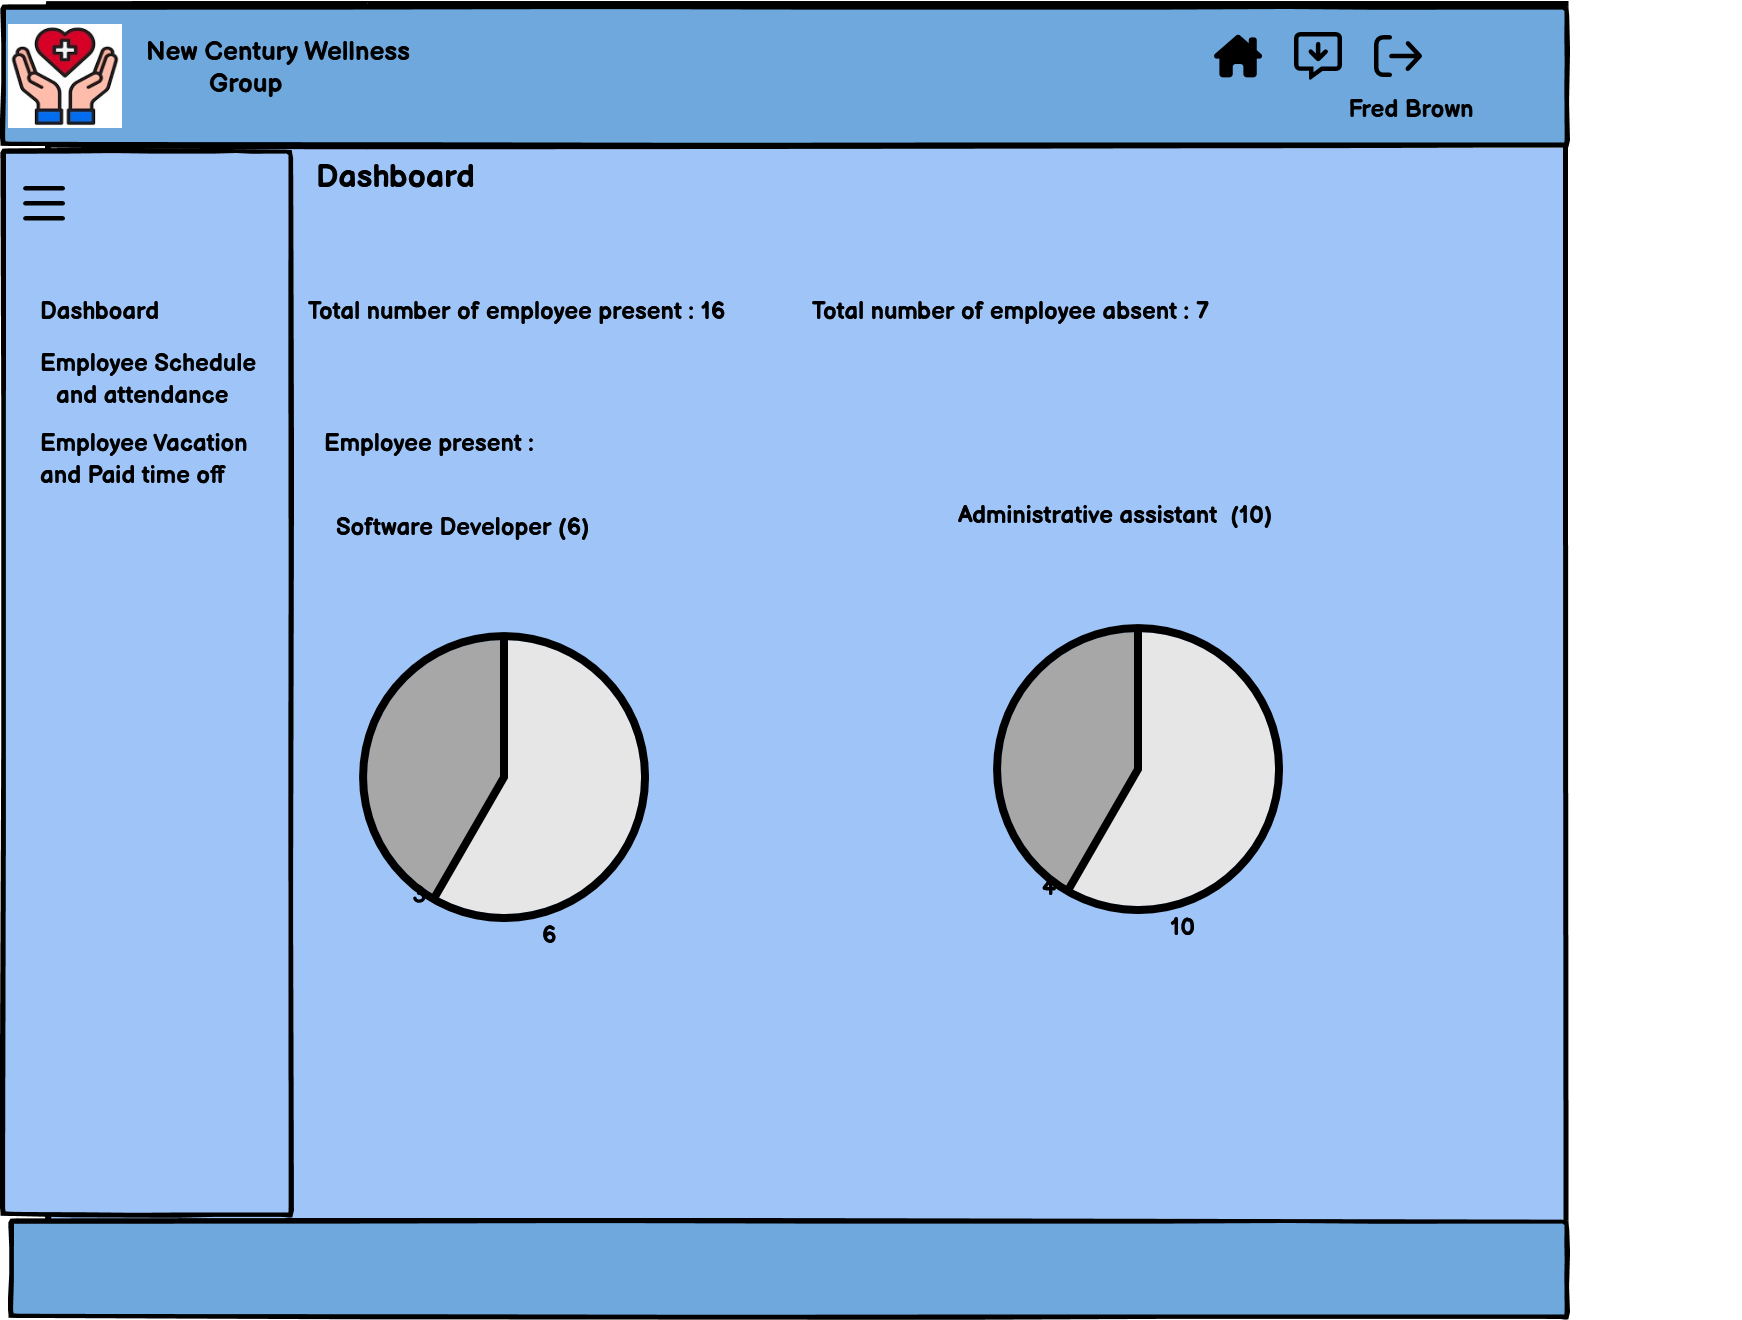 New Century Wellness
Group
Fred Brown
Dashboard
Dashboard
Employee Schedule
and attendance
Employee Vacation
and Paid time off
Total number of employee present : 16
Total number of employee absent : 7
Employee present :
Software Developer (6)
Administrative assistant (10)
3
6
4
10